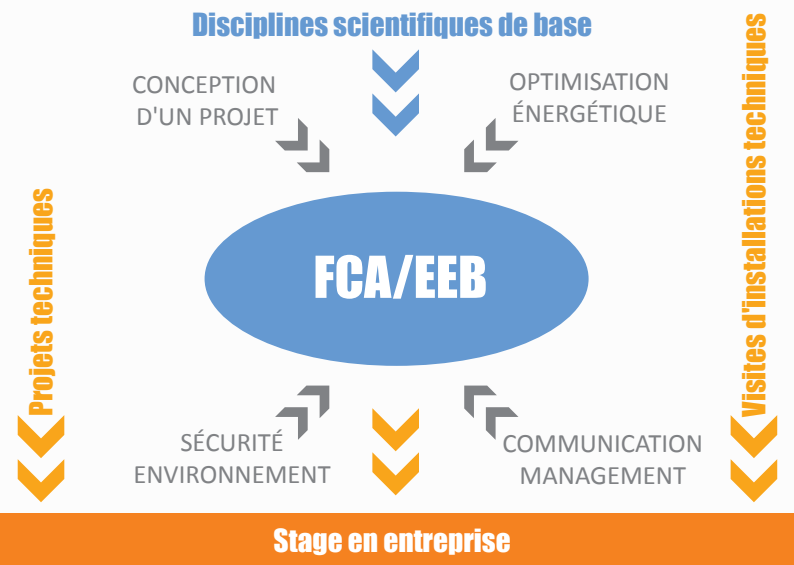 Disciplines scientifiques de base
CONCEPTION
D'UN PROJET
OPTIMISATION
ÉNERGÉTIQUE
Projets techniques
FCA/EEB
Visites d'installations techniques
SÉCURITÉ
ENVIRONNEMENT
COMMUNICATION
MANAGEMENT
Stage en entreprise